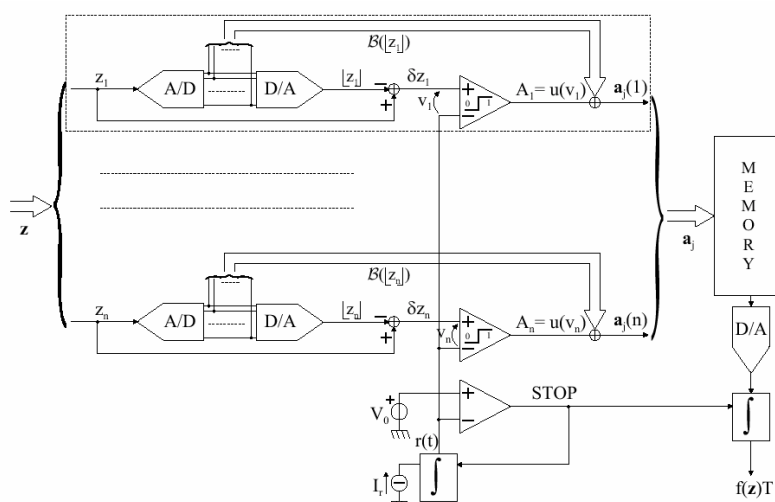 B(⌊z₁⌋)
z₁ A/D D/A ⌊z₁⌋ − + δz₁ v₁ + − 0 1 A₁= u(v₁) aⱼ(1)
z
aⱼ
MEMORY
B(⌊zₙ⌋)
zₙ A/D D/A ⌊zₙ⌋ − + δzₙ vₙ + − 0 1 Aₙ= u(vₙ) aⱼ(n)
D/A
V₀ + + − STOP
r(t)
Iᵣ − ∫ ∫
f(z)T